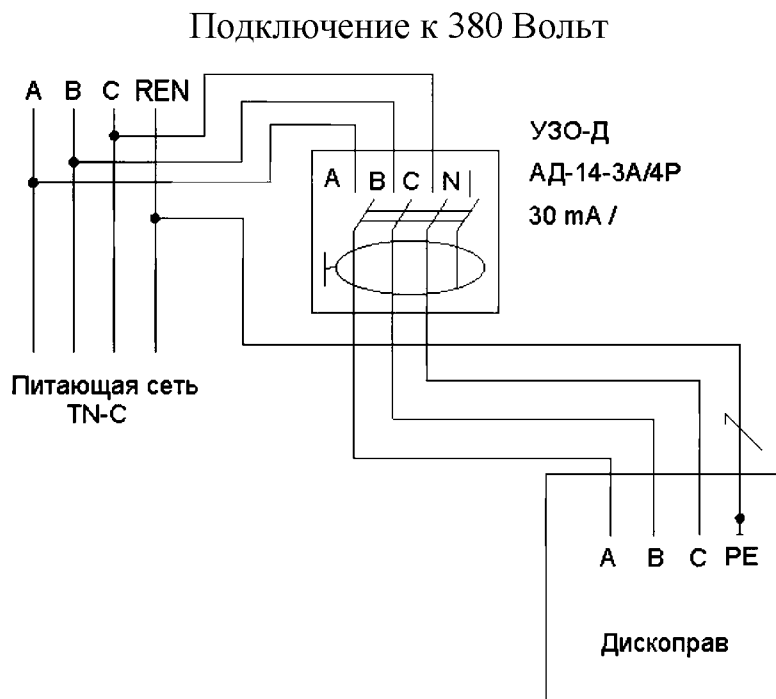 Подключение к 380 Вольт
A B C REN
УЗО-Д
АД-14-3А/4Р
30 mA /
A B C N
Питающая сеть
TN-C
A B C PE
Дископрав